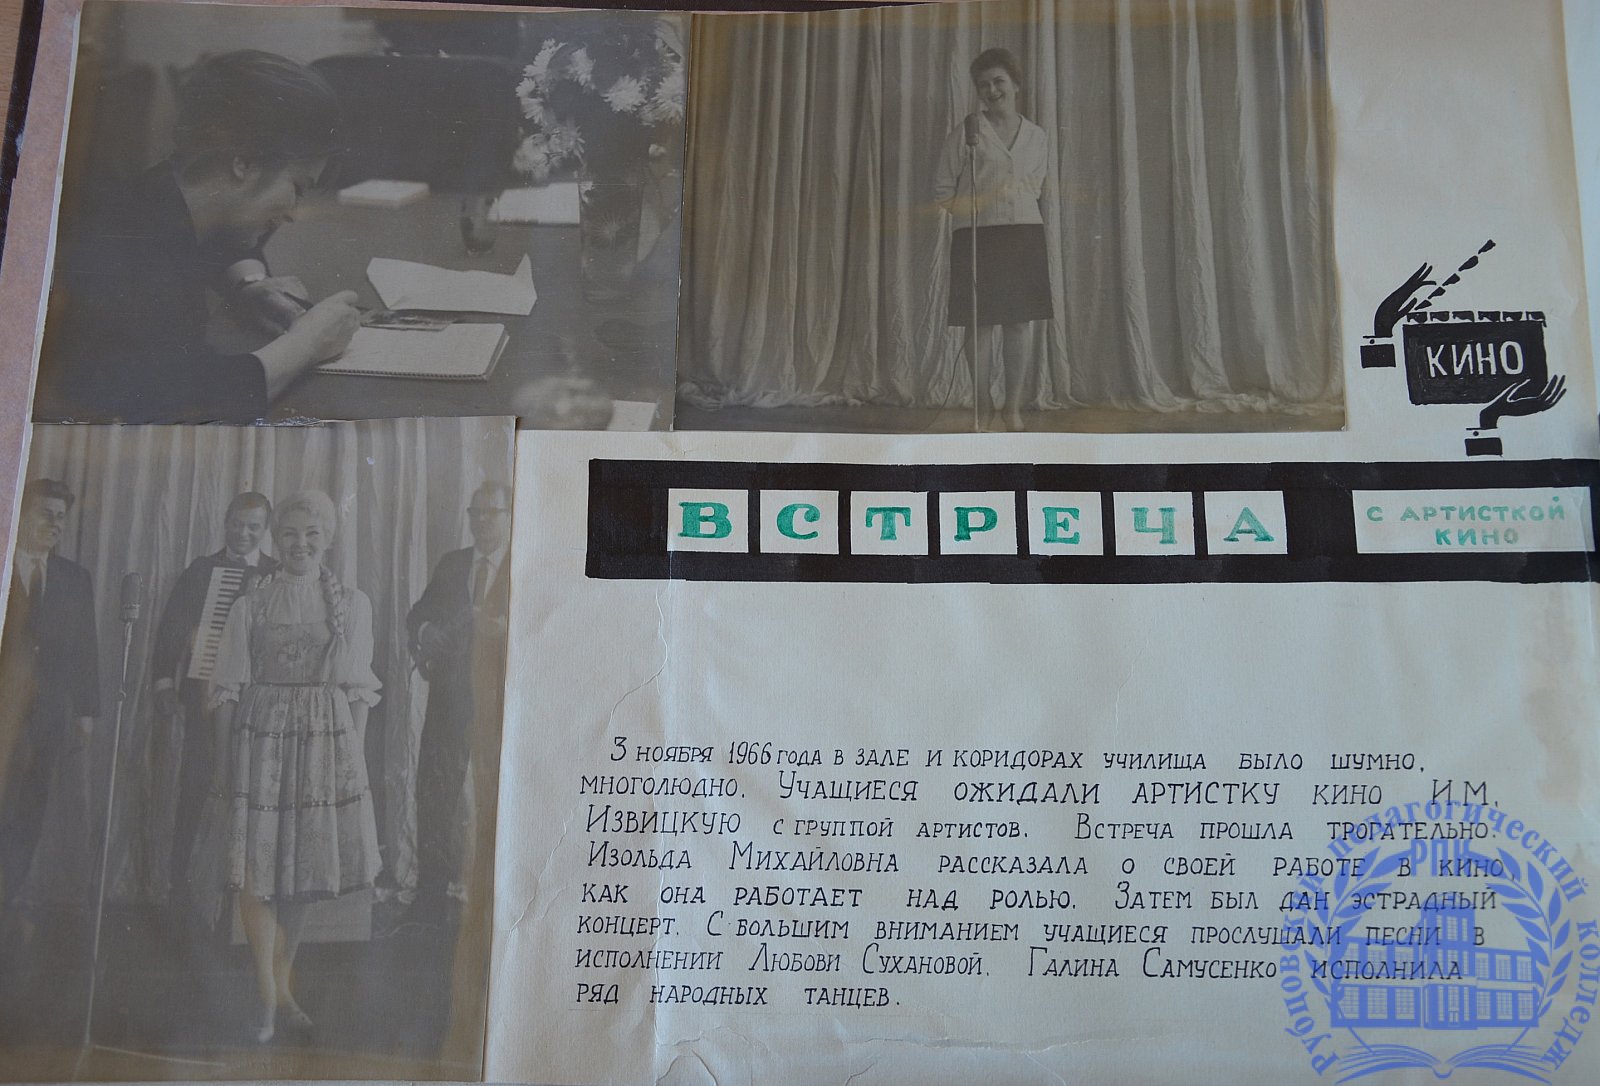 КИНО
ВСТРЕЧА
С АРТИСТКОЙ
КИНО
3 НОЯБРЯ 1966 ГОДА В ЗАЛЕ И КОРИДОРАХ УЧИЛИЩА БЫЛО ШУМНО,
МНОГОЛЮДНО. УЧАЩИЕСЯ ОЖИДАЛИ АРТИСТКУ КИНО И.М.
ИЗВИЦКУЮ С ГРУППОЙ АРТИСТОВ. ВСТРЕЧА ПРОШЛА ТРОГАТЕЛЬНО.
ИЗОЛЬДА МИХАЙЛОВНА РАССКАЗАЛА О СВОЕЙ РАБОТЕ В КИНО,
КАК ОНА РАБОТАЕТ НАД РОЛЬЮ. ЗАТЕМ БЫЛ ДАН ЭСТРАДНЫЙ
КОНЦЕРТ. С БОЛЬШИМ ВНИМАНИЕМ УЧАЩИЕСЯ ПРОСЛУШАЛИ ПЕСНИ В
ИСПОЛНЕНИИ ЛЮБОВИ СУХАНОВОЙ. ГАЛИНА САМУСЕНКО ИСПОЛНИЛА
РЯД НАРОДНЫХ ТАНЦЕВ.
Рубцовский педагогический колледж
РПК
РПК